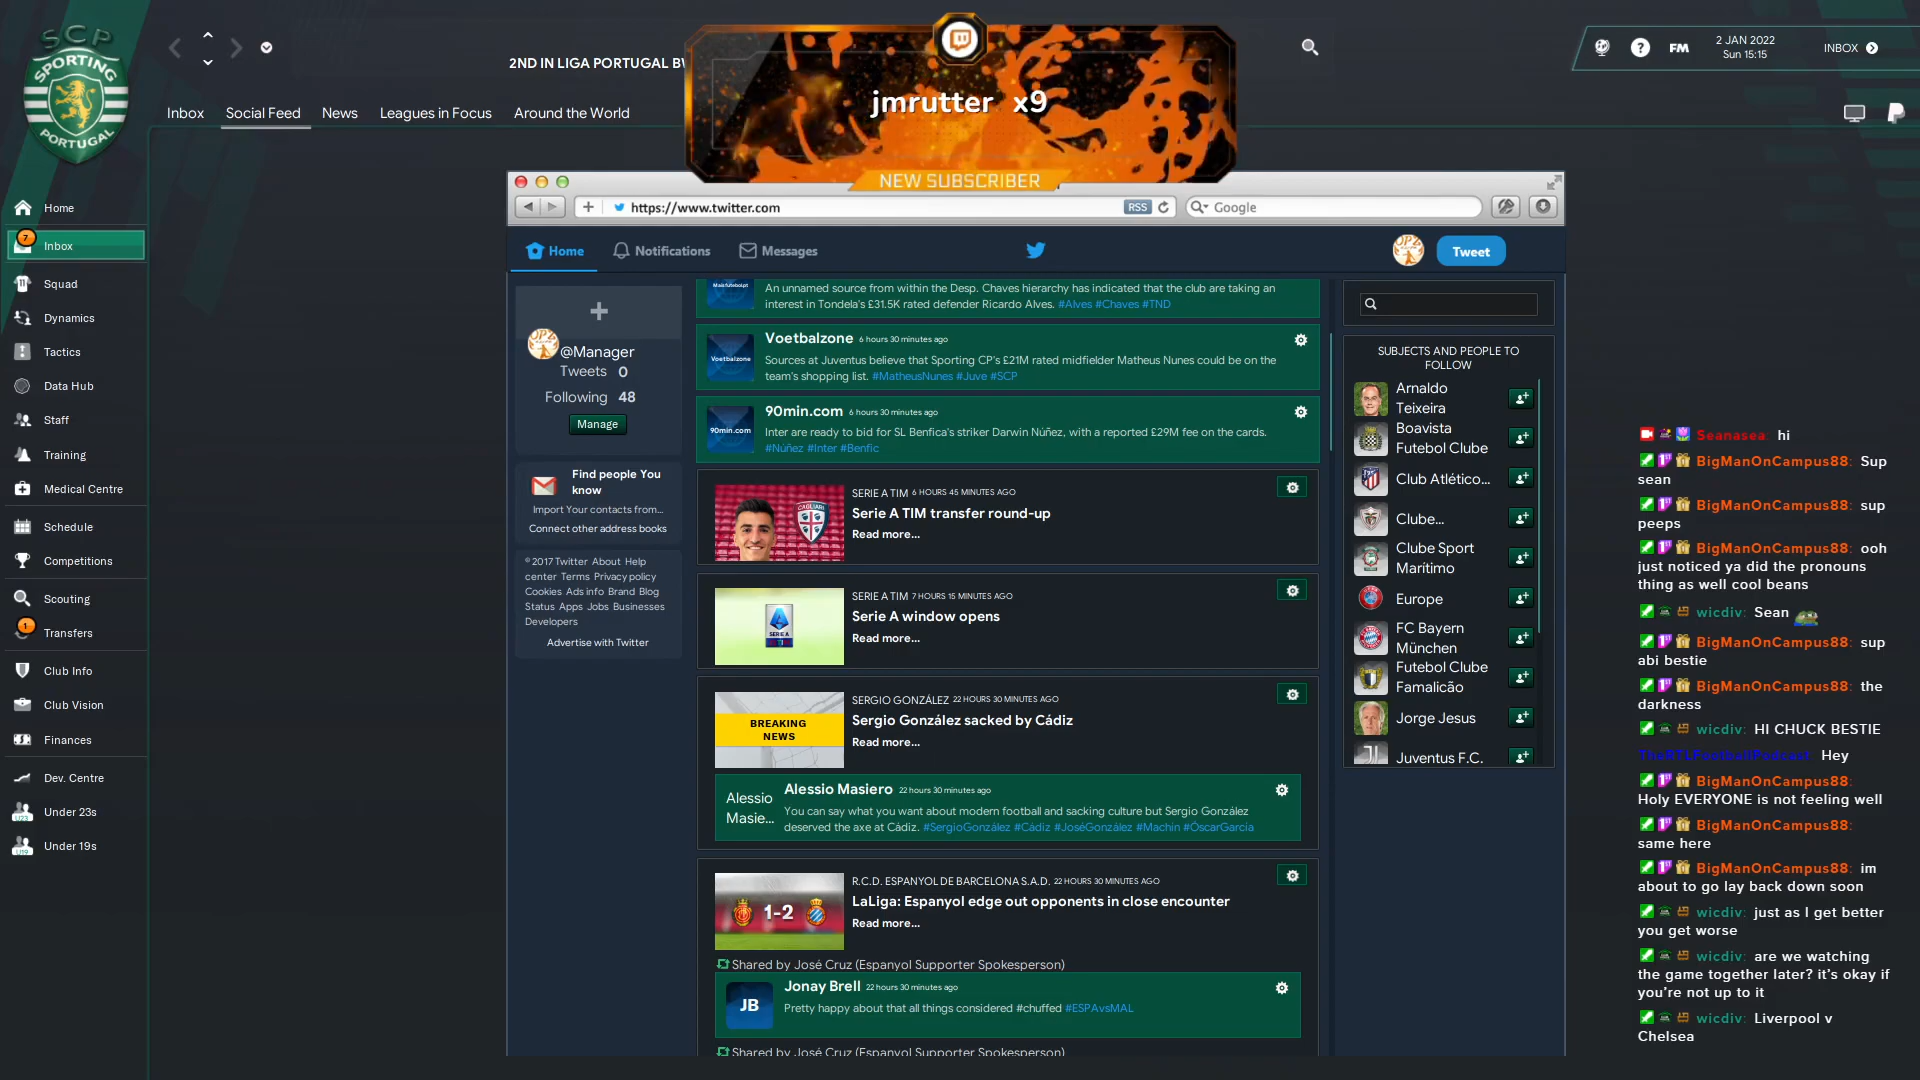 SCP
SPORTING
PORTUGAL
2ND IN LIGA PORTUGAL
Inbox
Social Feed
News
Leagues in Focus
Around the World
jmrutter x9
NEW SUBSCRIBER
FM
2 JAN 2022
Sun 15:15
INBOX
Home
7
Inbox
Squad
Dynamics
Tactics
Data Hub
Staff
Training
Medical Centre
Schedule
Competitions
Scouting
1
Transfers
Club Info
Club Vision
Finances
Dev. Centre
U23
Under 23s
U19
Under 19s
https://www.twitter.com
RSS
Google
Home
Notifications
Messages
Tweet
@Manager
Tweets 0
Following 48
Manage
Find people You
know
Import Your contacts from...
Connect other address books
© 2017 Twitter About Help
center Terms Privacy policy
Cookies Ads info Brand Blog
Status Apps Jobs Businesses
Developers
Advertise with Twitter
Maisfutebolpt
An unnamed source from within the Desp. Chaves hierarchy has indicated that the club are taking an
interest in Tondela's £31.5K rated defender Ricardo Alves. #Alves #Chaves #TND
Voetbalzone
Voetbalzone 6 hours 30 minutes ago
Sources at Juventus believe that Sporting CP's £21M rated midfielder Matheus Nunes could be on the
team's shopping list. #MatheusNunes #Juve #SCP
90min.com
90min.com 6 hours 30 minutes ago
Inter are ready to bid for SL Benfica's striker Darwin Núñez, with a reported £29M fee on the cards.
#Núñez #Inter #Benfic
CAGLIARI
SERIE A TIM 6 HOURS 45 MINUTES AGO
Serie A TIM transfer round-up
Read more...
SERIE A
SERIE A TIM 7 HOURS 15 MINUTES AGO
Serie A window opens
Read more...
BREAKING
NEWS
SERGIO GONZÁLEZ 22 HOURS 30 MINUTES AGO
Sergio González sacked by Cádiz
Read more...
Alessio
Masie...
Alessio Masiero 22 hours 30 minutes ago
You can say what you want about modern football and sacking culture but Sergio González
deserved the axe at Cádiz. #SergioGonzález #Cádiz #JoséGonzález #Machín #ÓscarGarcía
1-2
R.C.D. ESPANYOL DE BARCELONA S.A.D. 22 HOURS 30 MINUTES AGO
LaLiga: Espanyol edge out opponents in close encounter
Read more...
Shared by José Cruz (Espanyol Supporter Spokesperson)
JB
Jonay Brell 22 hours 30 minutes ago
Pretty happy about that all things considered #chuffed #ESPAvsMAL
Shared by José Cruz (Espanyol Supporter Spokesperson)
SUBJECTS AND PEOPLE TO
FOLLOW
Arnaldo
Teixeira
Boavista
Futebol Clube
Club Atlético...
Clube...
Clube Sport
Marítimo
Europe
FC Bayern
München
Futebol Clube
Famalicão
Jorge Jesus
Juventus F.C.
Seanasea: hi
BigManOnCampus88: Sup
sean
BigManOnCampus88: sup
peeps
BigManOnCampus88: ooh
just noticed ya did the pronouns
thing as well cool beans
wicdiv: Sean
BigManOnCampus88: sup
abi bestie
BigManOnCampus88: the
darkness
wicdiv: HI CHUCK BESTIE
TheRTLFootballPodcast: Hey
BigManOnCampus88:
Holy EVERYONE is not feeling well
BigManOnCampus88:
same here
BigManOnCampus88: im
about to go lay back down soon
wicdiv: just as I get better
you get worse
wicdiv: are we watching
the game together later? it's okay if
you're not up to it
wicdiv: Liverpool v
Chelsea